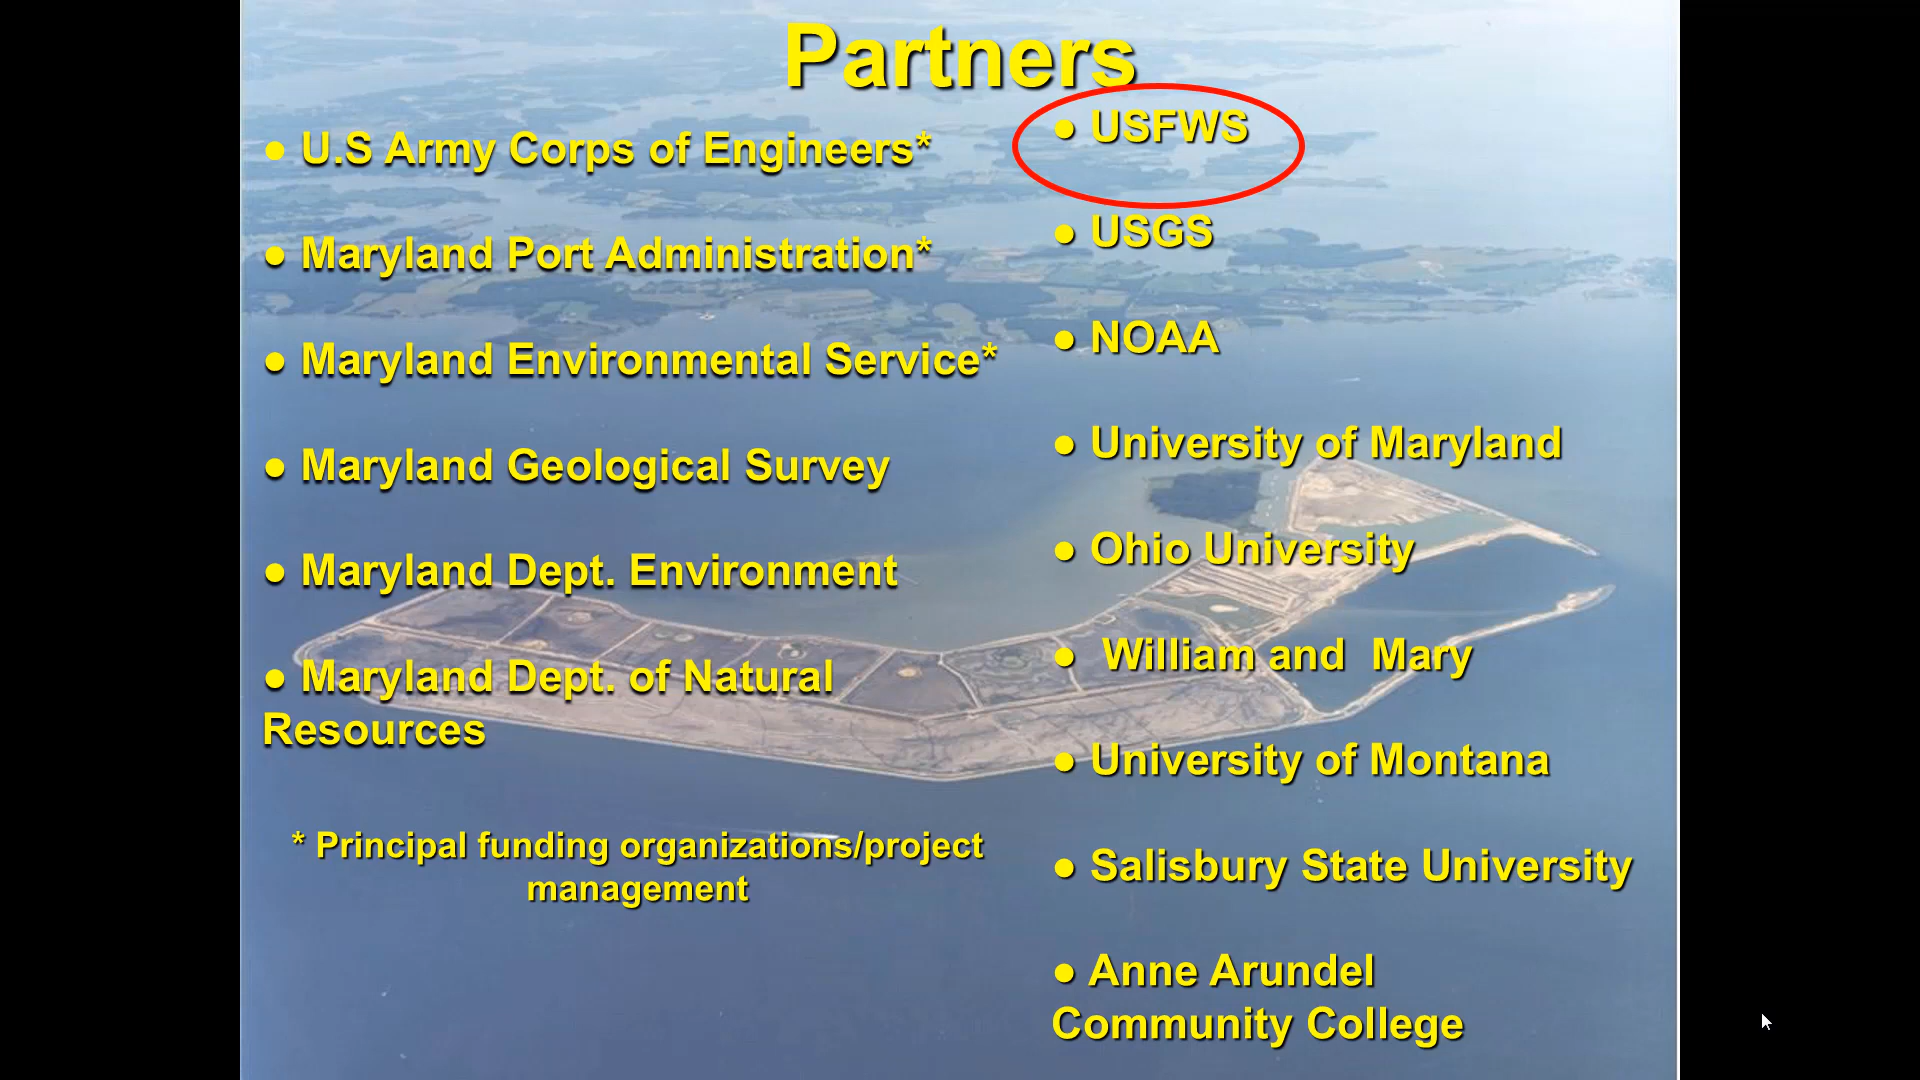 Partners
● U.S Army Corps of Engineers*
● Maryland Port Administration*
● Maryland Environmental Service*
● Maryland Geological Survey
● Maryland Dept. Environment
● Maryland Dept. of Natural
Resources
* Principal funding organizations/project
management
● USFWS
● USGS
● NOAA
● University of Maryland
● Ohio University
● William and Mary
● University of Montana
● Salisbury State University
● Anne Arundel
Community College